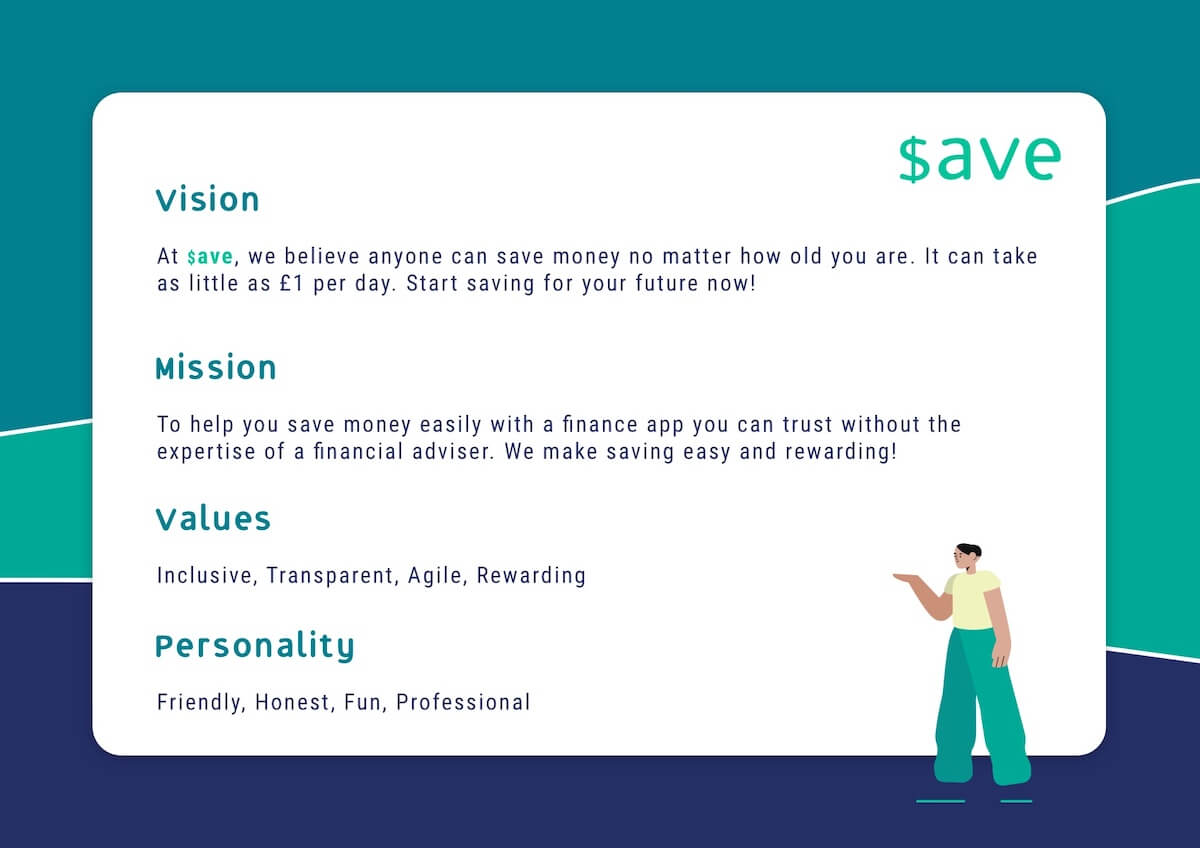 $ave
Vision
At $ave, we believe anyone can save money no matter how old you are. It can take
as little as £1 per day. Start saving for your future now!
Mission
To help you save money easily with a finance app you can trust without the
expertise of a financial adviser. We make saving easy and rewarding!
Values
Inclusive, Transparent, Agile, Rewarding
Personality
Friendly, Honest, Fun, Professional